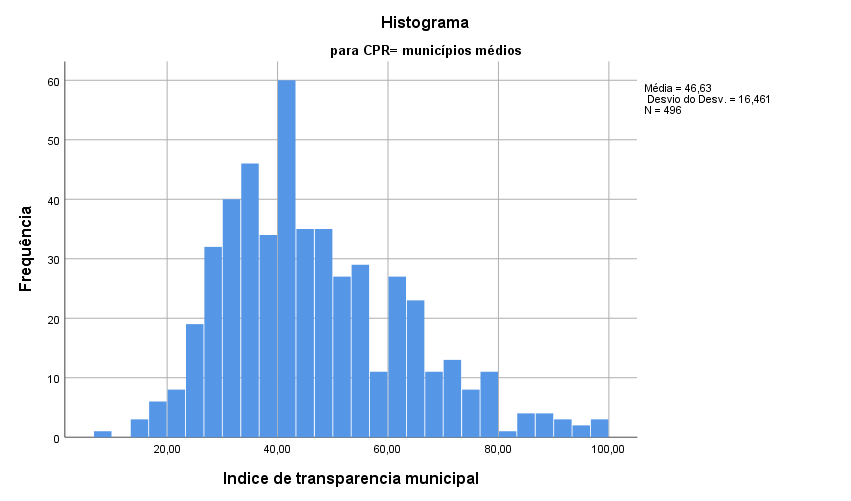 Histograma
para CPR= municípios médios
Média = 46,63
Desvio do Desv. = 16,461
N = 496
Frequência
60
50
40
30
20
10
0
20,00 40,00 60,00 80,00 100,00
Indice de transparencia municipal